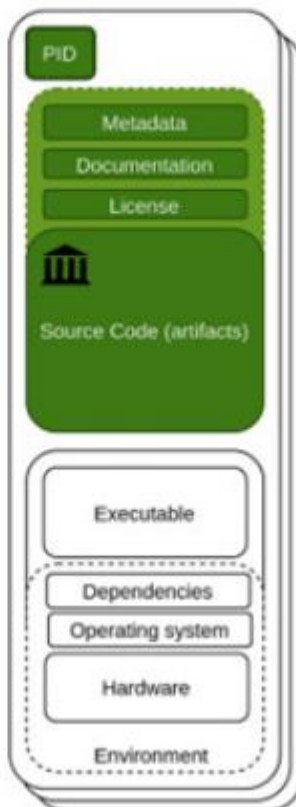 PID
Metadata
Documentation
License
Source Code (artifacts)
Executable
Dependencies
Operating system
Hardware
Environment